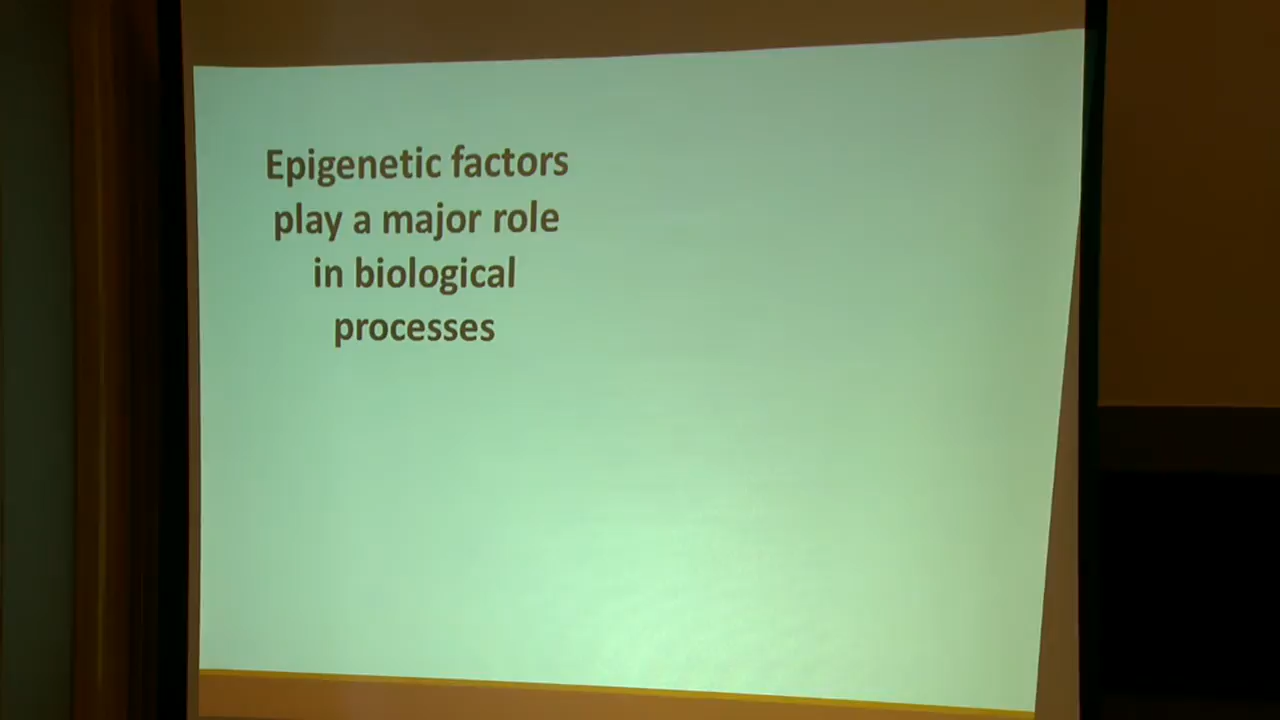 Epigenetic factors
play a major role
in biological
processes